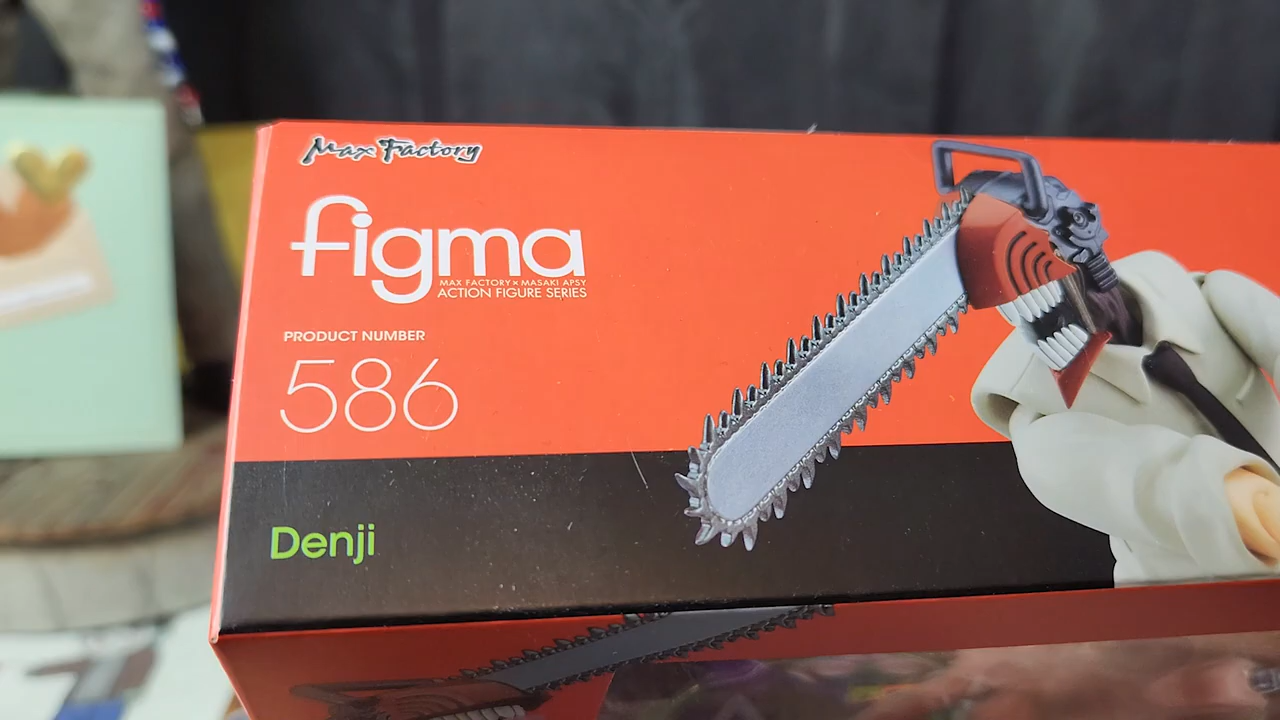 Max Factory
figma
MAX FACTORY × MASAKI APSY
ACTION FIGURE SERIES
PRODUCT NUMBER
586
Denji